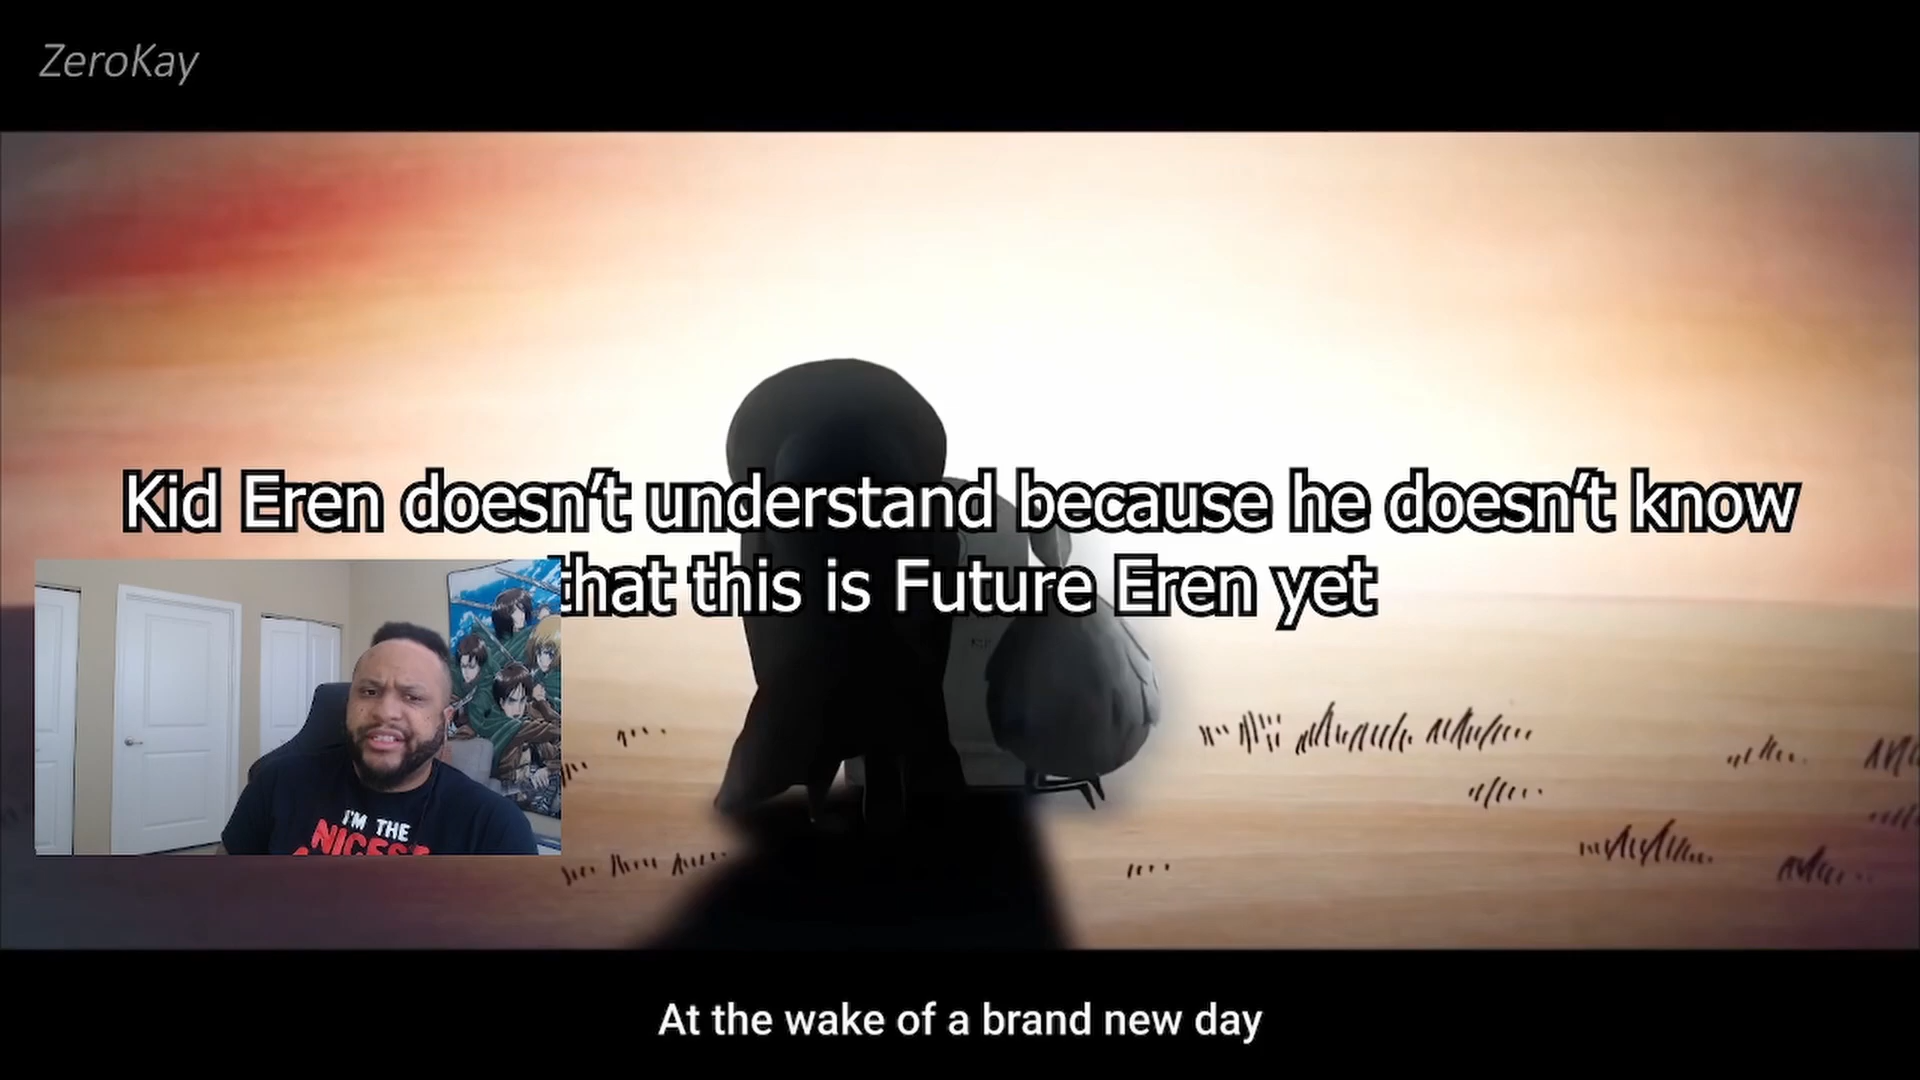 ZeroKay
Kid Eren doesn't understand because he doesn't know
that this is Future Eren yet
I'M THE
NICEST
At the wake of a brand new day